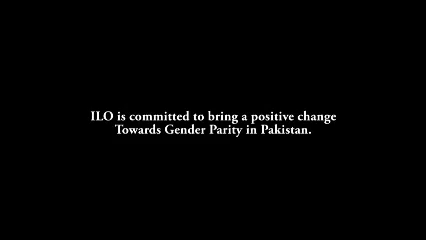 ILO is committed to bring a positive change
Towards Gender Parity in Pakistan.